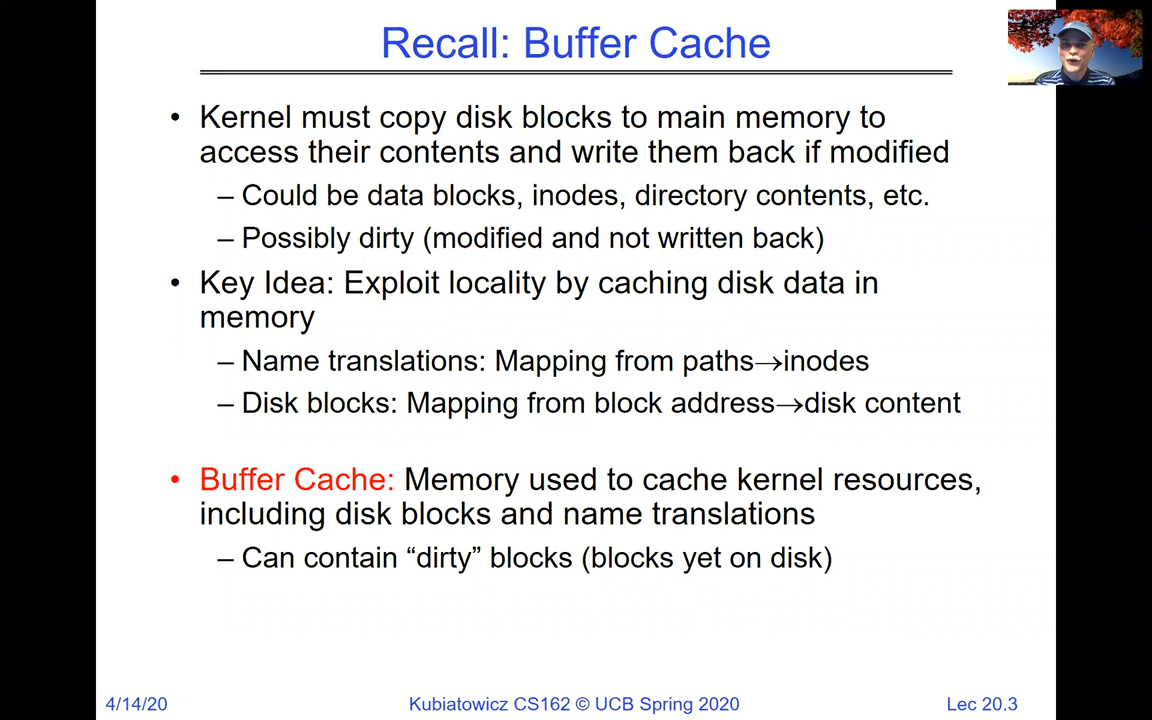 Recall: Buffer Cache
• Kernel must copy disk blocks to main memory to
access their contents and write them back if modified
– Could be data blocks, inodes, directory contents, etc.
– Possibly dirty (modified and not written back)
• Key Idea: Exploit locality by caching disk data in
memory
– Name translations: Mapping from paths→inodes
– Disk blocks: Mapping from block address→disk content
• Buffer Cache: Memory used to cache kernel resources,
including disk blocks and name translations
– Can contain “dirty” blocks (blocks yet on disk)
4/14/20
Kubiatowicz CS162 © UCB Spring 2020
Lec 20.3